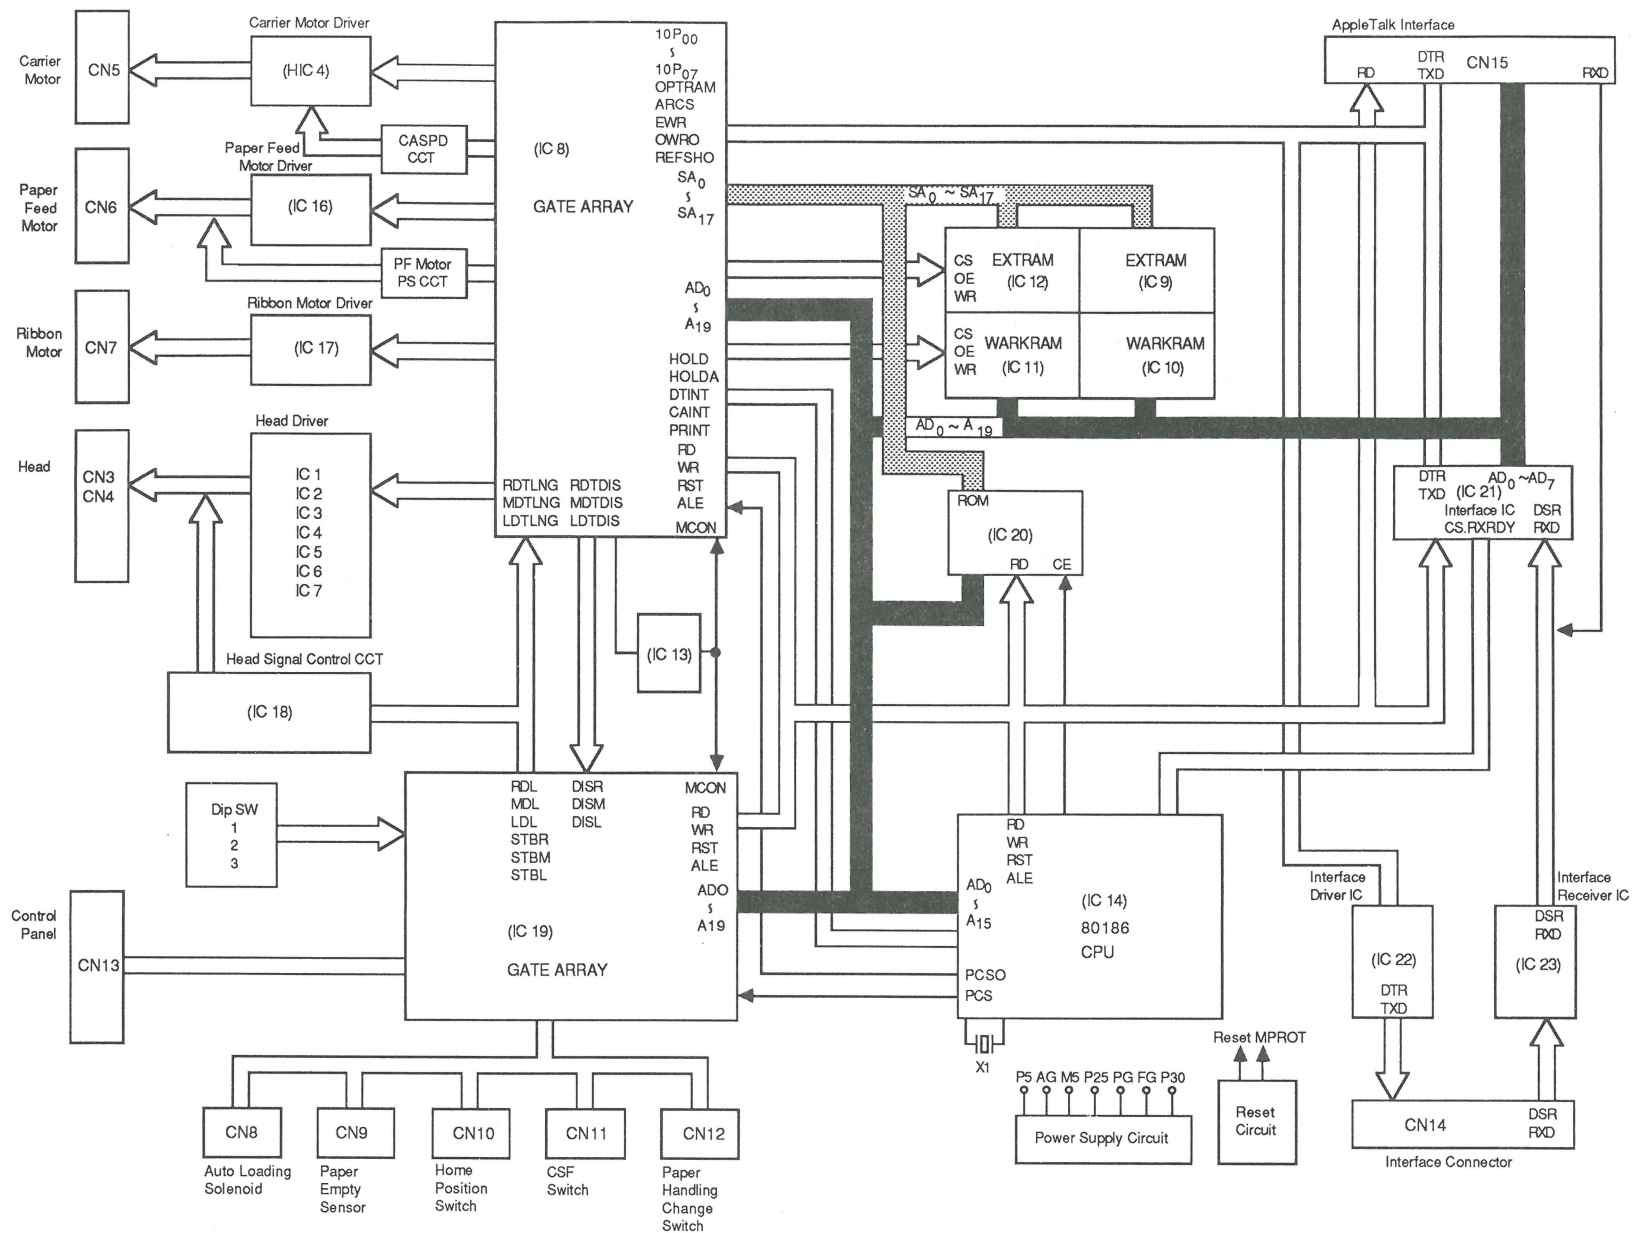 Carrier Motor Driver
Carrier
Motor
CN5
(HIC 4)
CASPD
CCT
Paper Feed
Motor Driver
Paper
Feed
Motor
CN6
(IC 16)
PF Motor
PS CCT
Ribbon Motor Driver
Ribbon
Motor
CN7
(IC 17)
Head Driver
Head
CN3
CN4
IC 1
IC 2
IC 3
IC 4
IC 5
IC 6
IC 7
Head Signal Control CCT
(IC 18)
(IC 8)
GATE ARRAY
10P00
~
10P07
OPTRAM
ARCS
EWR
OWRO
REFSHO
SA0
~
SA17
AD0
~
A19
HOLD
HOLDA
DTINT
CAINT
PRINT
RD
WR
RST
ALE
MCON
RDTLNG RDTDIS
MDTLNG MDTDIS
LDTLNG LDTDIS
(IC 13)
AppleTalk Interface
CN15
RD
DTR
TXD
RXD
SA0 ~ SA17
CS
OE
WR
EXTRAM
(IC 12)
EXTRAM
(IC 9)
CS
OE
WR
WARKRAM
(IC 11)
WARKRAM
(IC 10)
AD0 ~ A19
ROM
(IC 20)
RD CE
DTR
TXD
AD0 ~AD7
(IC 21)
Interface IC
CS.RXRDY
DSR
RXD
Dip SW
1
2
3
RDL
MDL
LDL
STBR
STBM
STBL
DISR
DISM
DISL
MCON
RD
WR
RST
ALE
ADO
~
A19
(IC 19)
GATE ARRAY
Control
Panel
CN13
RD
WR
RST
ALE
AD0
~
A15
(IC 14)
80186
CPU
PCSO
PCS
X1
Interface
Driver IC
(IC 22)
DTR
TXD
Interface
Receiver IC
DSR
RXD
(IC 23)
CN8
Auto Loading
Solenoid
CN9
Paper
Empty
Sensor
CN10
Home
Position
Switch
CN11
CSF
Switch
CN12
Paper
Handling
Change
Switch
P5 AG M5 P25 PG FG P30
Power Supply Circuit
Reset MPROT
Reset
Circuit
CN14
DSR
RXD
Interface Connector